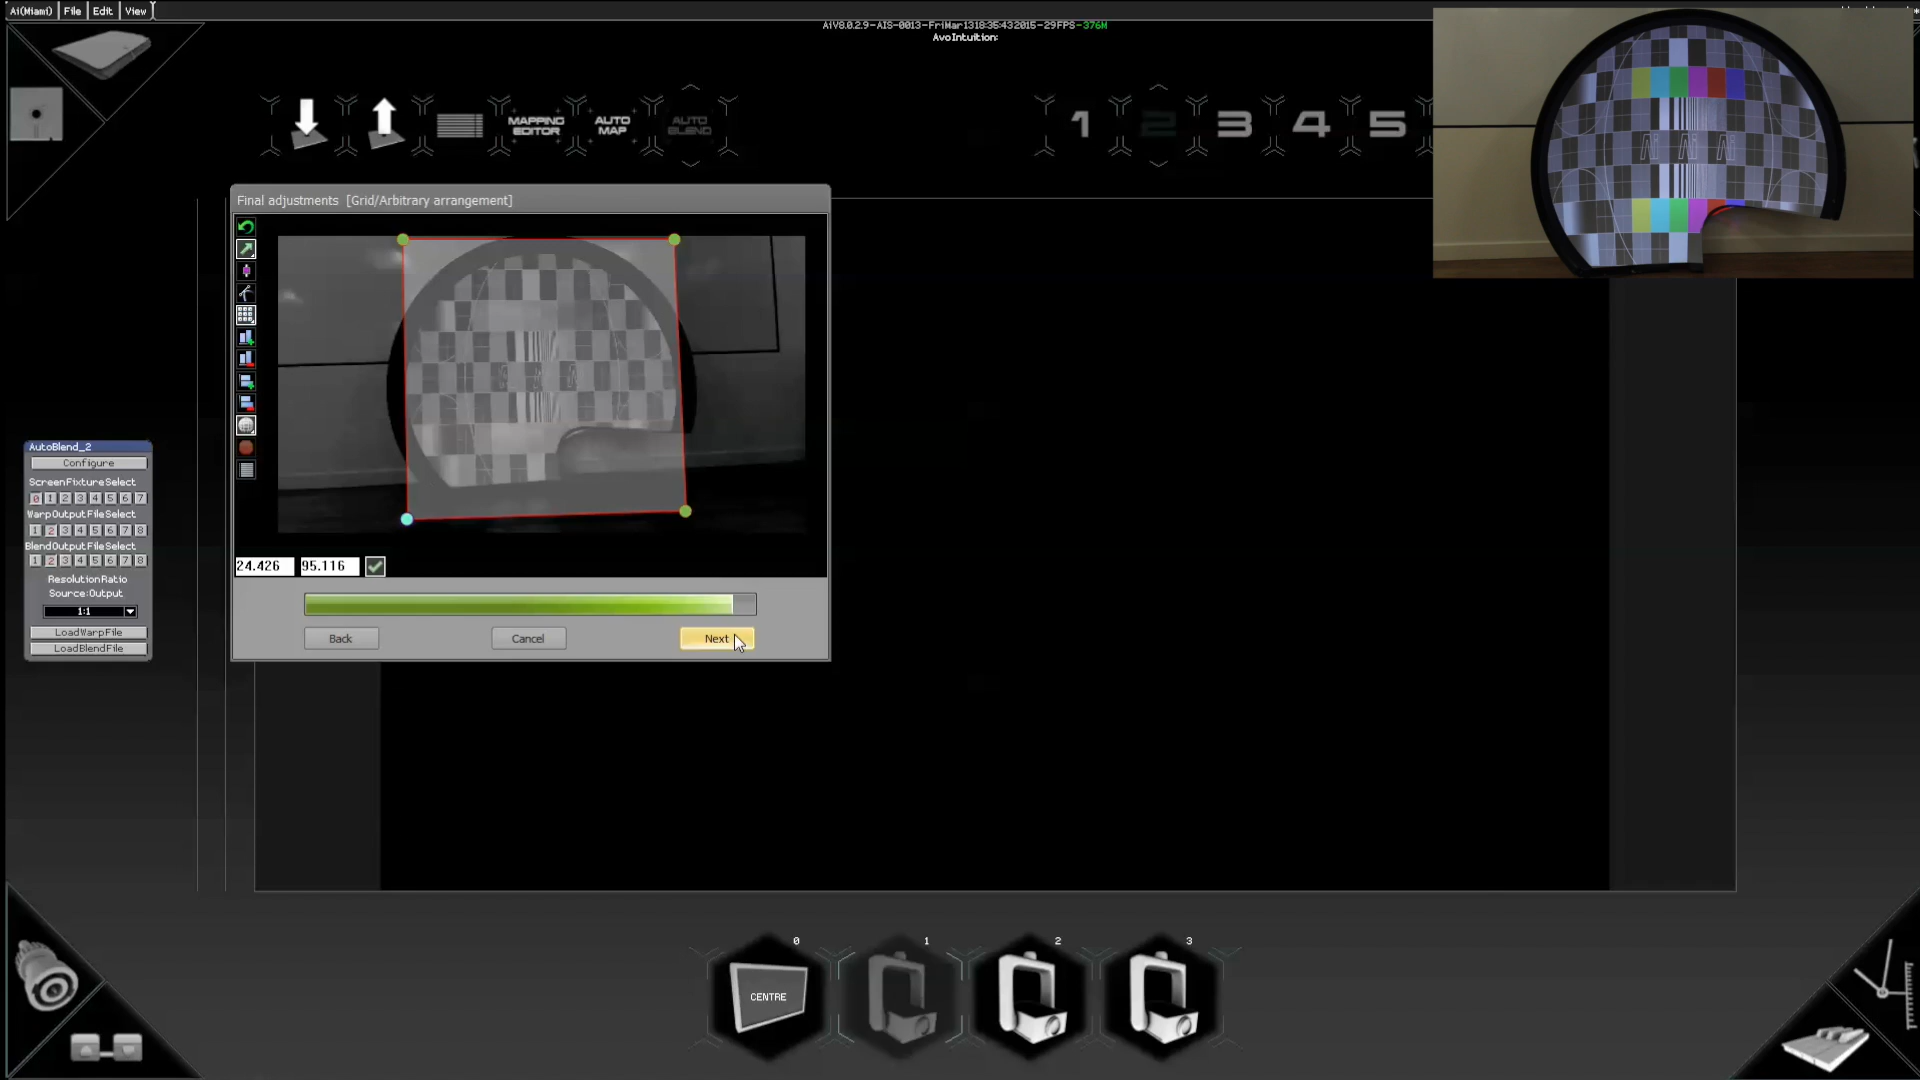 Ai(Miami) File Edit View
AiV8.0.2.9-AIS-0013-FriMar1318:35:432015-29FPS-376M
AvoIntuition:
MAPPING EDITOR
AUTO MAP
AUTO BLEND
1 2 3 4 5
Final adjustments [Grid/Arbitrary arrangement]
24.426 95.116
Back Cancel Next
AutoBlend_2
Configure
ScreenFixtureSelect
0 1 2 3 4 5 6 7
WarpOutputFileSelect
1 2 3 4 5 6 7 8
BlendOutputFileSelect
1 2 3 4 5 6 7 8
ResolutionRatio
Source:Output
1:1
LoadWarpFile
LoadBlendFile
Ai Ai Ai
0 1 2 3
CENTRE